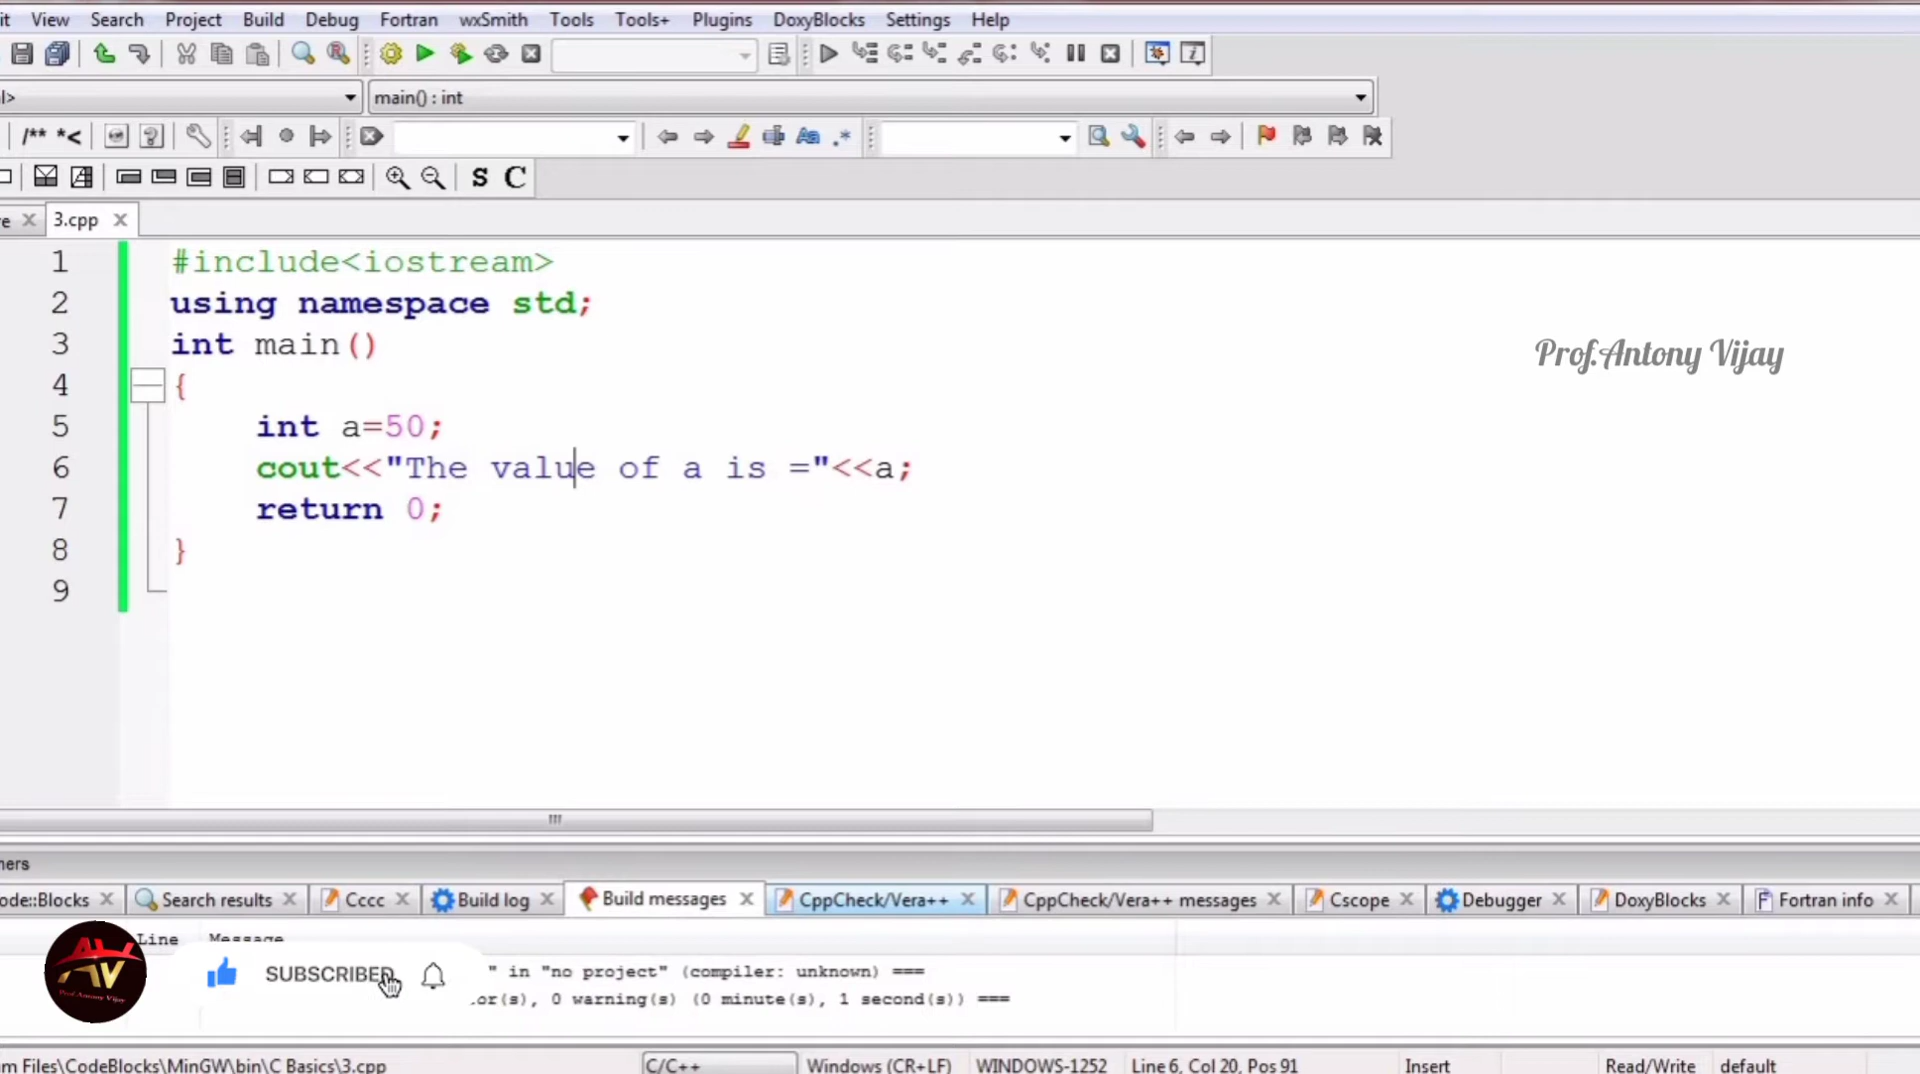 View Search Project Build Debug Fortran wxSmith Tools Tools+ Plugins DoxyBlocks Settings Help
main() : int
/** *<
S C
3.cpp
1 #include<iostream>
2 using namespace std;
3 int main()
Prof.Antony Vijay
4 {
5 int a=50;
6 cout<<"The value of a is ="<<a;
7 return 0;
8 }
9
Search results Cccc Build log Build messages CppCheck/Vera++ CppCheck/Vera++ messages Cscope Debugger DoxyBlocks Fortran info
Line Message
SUBSCRIBED
" in "no project" (compiler: unknown) ===
0 warning(s) (0 minute(s), 1 second(s)) ===
AV
Prof.Antony Vijay
Files\CodeBlocks\MinGW\bin\C Basics\3.cpp C/C++ Windows (CR+LF) WINDOWS-1252 Line 6, Col 20, Pos 91 Insert Read/Write default